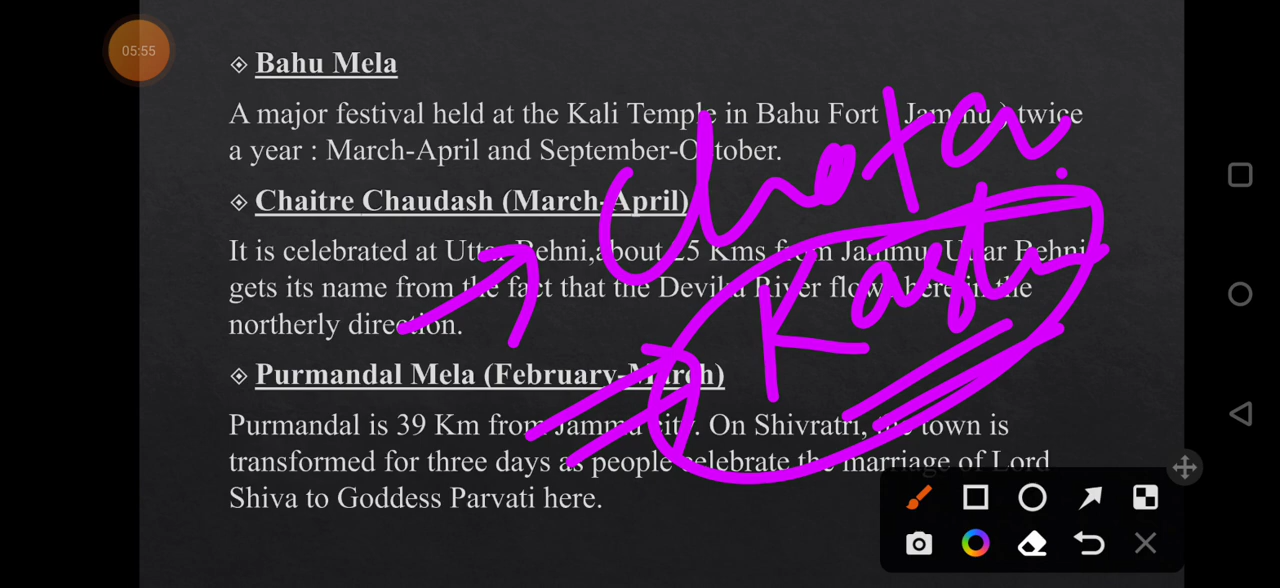 05:55
Bahu Mela
A major festival held at the Kali Temple in Bahu Fort ( Jammu ) twice
a year : March-April and September-October.
Chaitre Chaudash (March-April)
It is celebrated at Uttar Behni,about 25 Kms from Jammu. Uttar Behni
gets its name from the fact that the Devika River flows here in the
northerly direction.
Purmandal Mela (February-March)
Purmandal is 39 Km from Jammu city. On Shivratri, the town is
transformed for three days as people celebrate the marriage of Lord
Shiva to Goddess Parvati here.
Chota